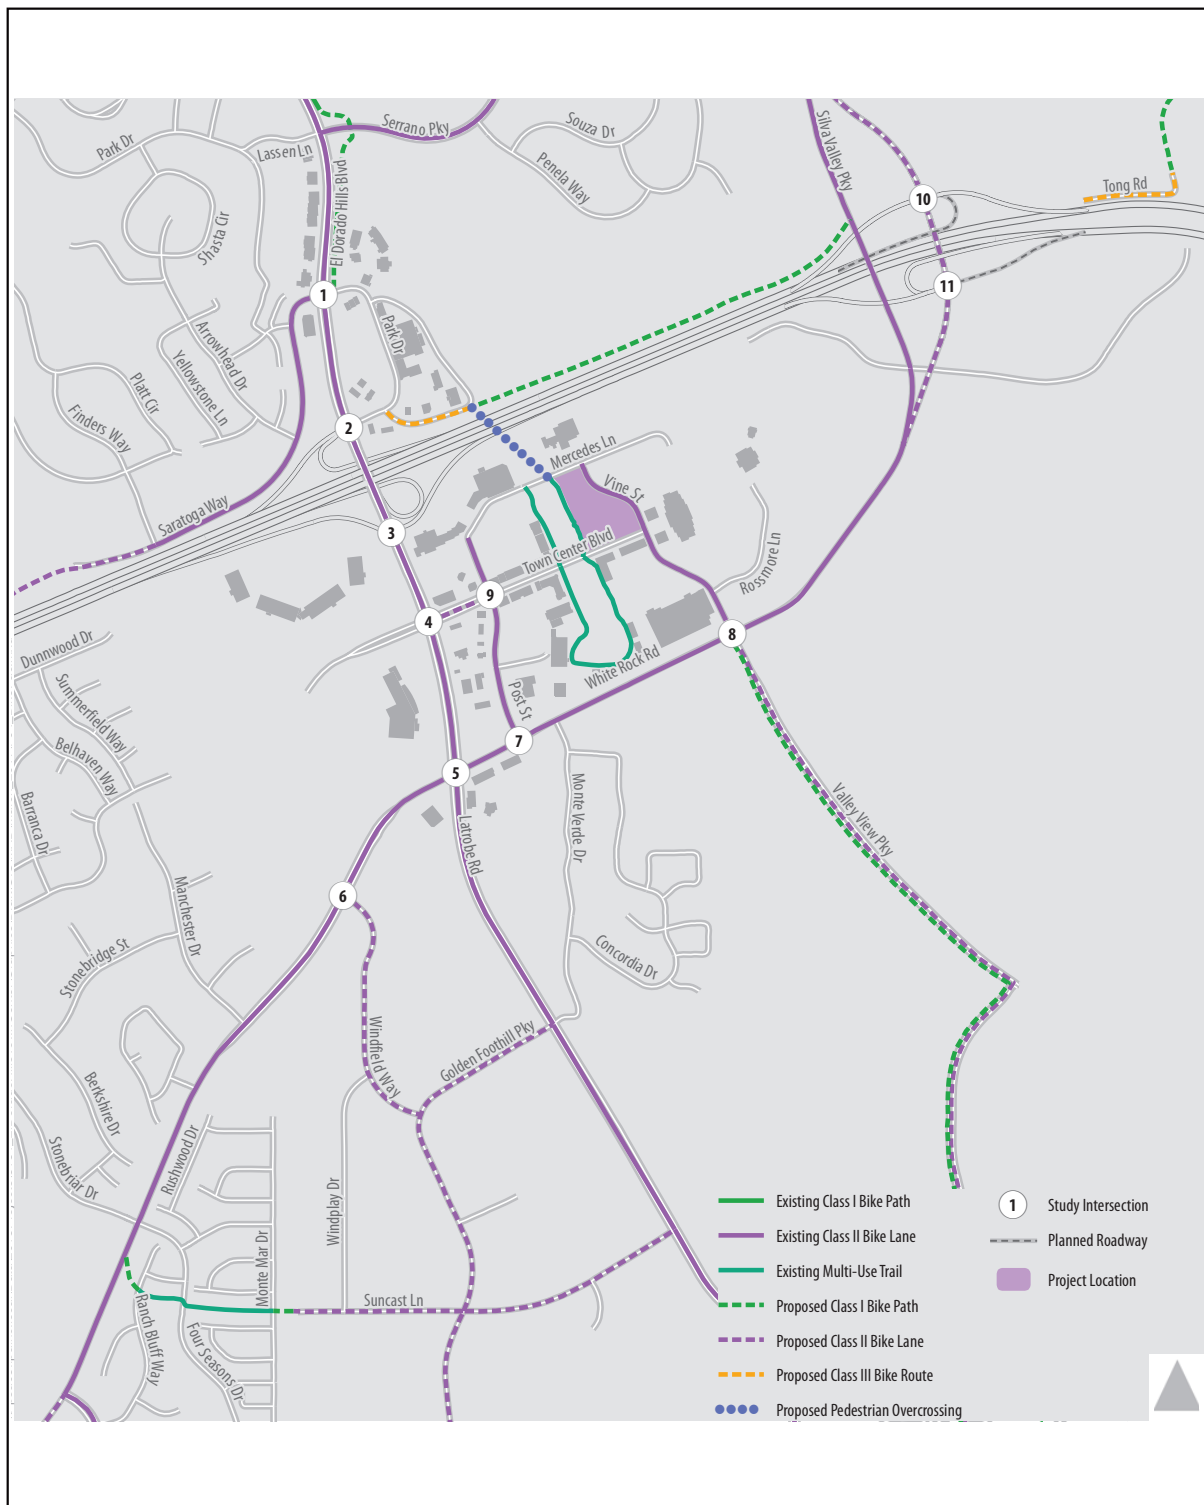 Serrano Pky
Souza Dr
Park Dr
Lassen Ln
Penela Way
Silva Valley Pky
El Dorado Hills Blvd
Tong Rd
10
Shasta Cir
11
1
Park Dr
Arrowhead Dr
Yellowstone Ln
Platt Cir
Finders Way
2
Mercedes Ln
Vine St
Saratoga Way
3
Town Center Blvd
Rossmore Ln
9
4
8
Dunnwood Dr
White Rock Rd
Summerfield Way
Post St
Belhaven Way
7
5
Barranca Dr
Monte Verde Dr
Latrobe Rd
Valley View Pky
6
Manchester Dr
Stonebridge St
Concordia Dr
Windfield Way
Golden Foothill Pky
Berkshire Dr
Rushwood Dr
Stonebriar Dr
Windplay Dr
Monte Mar Dr
Suncast Ln
Ranch Bluff Way
Four Seasons Dr
Existing Class I Bike Path
Existing Class II Bike Lane
Existing Multi-Use Trail
Proposed Class I Bike Path
Proposed Class II Bike Lane
Proposed Class III Bike Route
Proposed Pedestrian Overcrossing
1 Study Intersection
Planned Roadway
Project Location